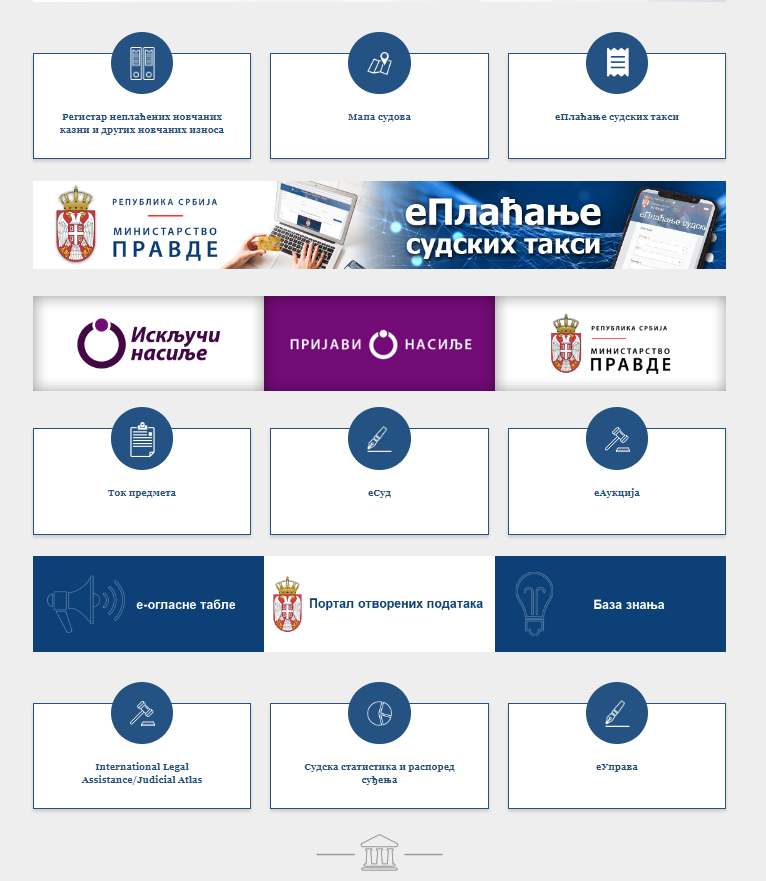 Регистар неплаћених новчаних
казни и других новчаних износа
Мапа судова
еПлаћање судских такси
РЕПУБЛИКА СРБИЈА
МИНИСТАРСТВО
ПРАВДЕ
еПлаћање
судских такси
Искључи
насиље
ПРИЈАВИ НАСИЉЕ
РЕПУБЛИКА СРБИЈА
МИНИСТАРСТВО
ПРАВДЕ
Ток предмета
еСуд
еАукција
е-огласне табле
Портал отворених података
База знања
International Legal
Assistance/Judicial Atlas
Судска статистика и распоред
суђења
еУправа